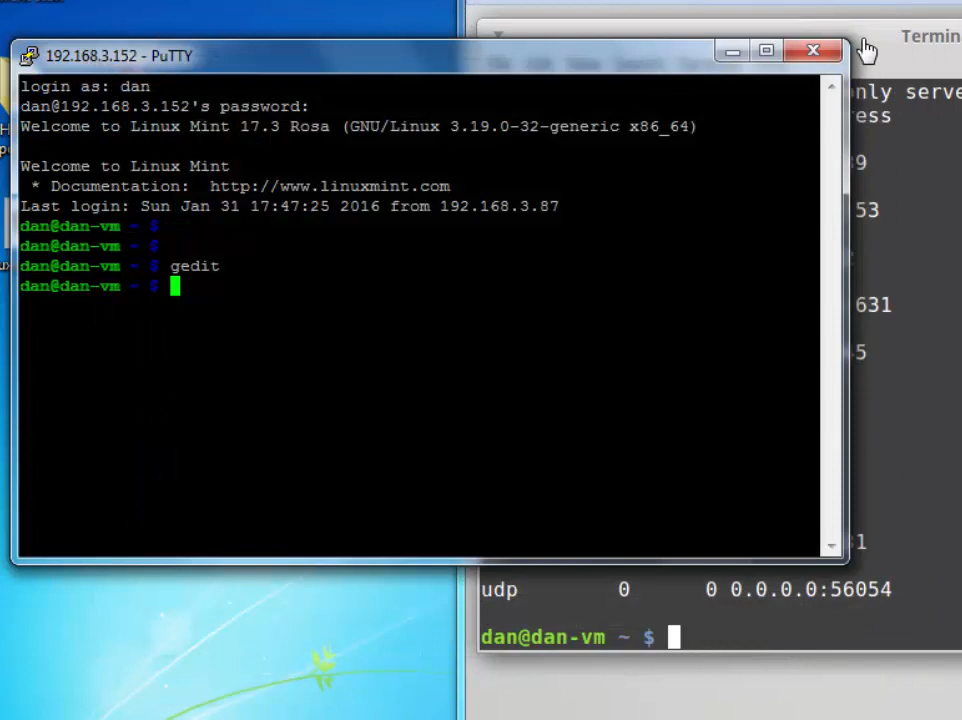 192.168.3.152 - PuTTY
login as: dan
dan@192.168.3.152's password:
Welcome to Linux Mint 17.3 Rosa (GNU/Linux 3.19.0-32-generic x86_64)
Welcome to Linux Mint
* Documentation:  http://www.linuxmint.com
Last login: Sun Jan 31 17:47:25 2016 from 192.168.3.87
dan@dan-vm ~ $
dan@dan-vm ~ $
dan@dan-vm ~ $ gedit
dan@dan-vm ~ $
Termin
only serve
ess
9
53
631
5
1
udp 0 0 0.0.0.0:56054
dan@dan-vm ~ $